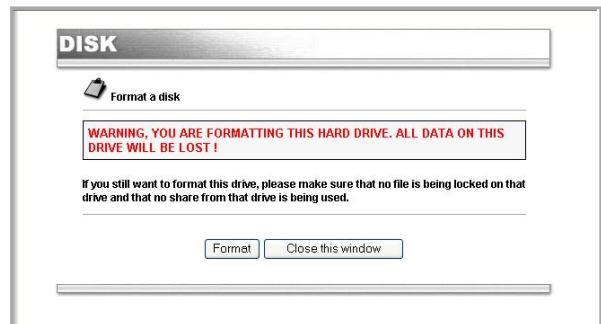 DISK
Format a disk
WARNING, YOU ARE FORMATTING THIS HARD DRIVE. ALL DATA ON THIS
DRIVE WILL BE LOST !
If you still want to format this drive, please make sure that no file is being locked on that
drive and that no share from that drive is being used.
Format Close this window